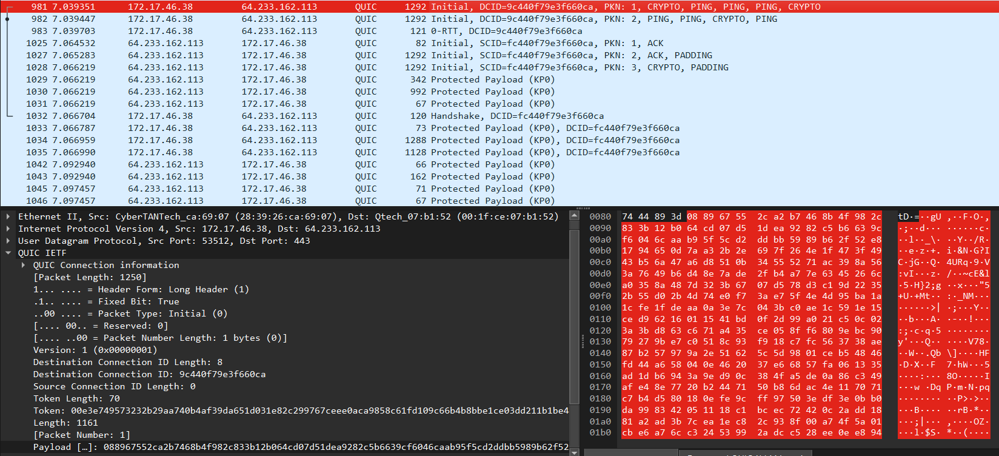 981 7.039351 172.17.46.38 64.233.162.113 QUIC 1292 Initial, DCID=9c440f79e3f660ca, PKN: 1, CRYPTO, PING, PING, PING, CRYPTO
982 7.039447 172.17.46.38 64.233.162.113 QUIC 1292 Initial, DCID=9c440f79e3f660ca, PKN: 2, PING, PING, CRYPTO, PING
983 7.039703 172.17.46.38 64.233.162.113 QUIC 121 0-RTT, DCID=9c440f79e3f660ca
1025 7.064532 64.233.162.113 172.17.46.38 QUIC 82 Initial, SCID=fc440f79e3f660ca, PKN: 1, ACK
1027 7.065283 64.233.162.113 172.17.46.38 QUIC 1292 Initial, SCID=fc440f79e3f660ca, PKN: 2, ACK, PADDING
1028 7.066219 64.233.162.113 172.17.46.38 QUIC 1292 Initial, SCID=fc440f79e3f660ca, PKN: 3, CRYPTO, PADDING
1029 7.066219 64.233.162.113 172.17.46.38 QUIC 342 Protected Payload (KP0)
1030 7.066219 64.233.162.113 172.17.46.38 QUIC 992 Protected Payload (KP0)
1031 7.066219 64.233.162.113 172.17.46.38 QUIC 67 Protected Payload (KP0)
1032 7.066704 172.17.46.38 64.233.162.113 QUIC 120 Handshake, DCID=fc440f79e3f660ca
1033 7.066787 172.17.46.38 64.233.162.113 QUIC 73 Protected Payload (KP0), DCID=fc440f79e3f660ca
1034 7.066959 172.17.46.38 64.233.162.113 QUIC 1288 Protected Payload (KP0), DCID=fc440f79e3f660ca
1035 7.066990 172.17.46.38 64.233.162.113 QUIC 1128 Protected Payload (KP0), DCID=fc440f79e3f660ca
1042 7.092940 64.233.162.113 172.17.46.38 QUIC 66 Protected Payload (KP0)
1043 7.092940 64.233.162.113 172.17.46.38 QUIC 162 Protected Payload (KP0)
1045 7.097457 64.233.162.113 172.17.46.38 QUIC 71 Protected Payload (KP0)
1046 7.097457 64.233.162.113 172.17.46.38 QUIC 67 Protected Payload (KP0)
Ethernet II, Src: CyberTANTech_ca:69:07 (28:39:26:ca:69:07), Dst: Qtech_07:b1:52 (00:1f:ce:07:b1:52)
Internet Protocol Version 4, Src: 172.17.46.38, Dst: 64.233.162.113
User Datagram Protocol, Src Port: 53512, Dst Port: 443
QUIC IETF
QUIC Connection information
[Packet Length: 1250]
1... .... = Header Form: Long Header (1)
.1.. .... = Fixed Bit: True
..00 .... = Packet Type: Initial (0)
[.... 00.. = Reserved: 0]
[.... ..00 = Packet Number Length: 1 bytes (0)]
Version: 1 (0x00000001)
Destination Connection ID Length: 8
Destination Connection ID: 9c440f79e3f660ca
Source Connection ID Length: 0
Token Length: 70
Token: 00e3e749573232b29aa740b4af39da651d031e82c299767ceee0aca9858c61fd109c66b4b8bbe1ce03dd211b1be4
Length: 1161
[Packet Number: 1]
Payload […]: 088967552ca2b7468b4f982c833b12b064cd07d51dea9282c5b6639cf6046caab95f5cd2ddbb5989b62f52
0080 74 44 89 3d 08 89 67 55 2c a2 b7 46 8b 4f 98 2c tD·=··gU ,··F·O·,
0090 83 3b 12 b0 64 cd 07 d5 1d ea 92 82 c5 b6 63 9c ·;··d··· ······c·
00a0 f6 04 6c aa b9 5f 5c d2 dd bb 59 89 b6 2f 52 e8 ··l··_\· ··Y··/R·
00b0 17 94 65 0d 7a a3 2b 2e 69 7f 26 4e 1f 47 3f 49 ··e·z·+. i·&N·G?I
00c0 43 b5 6a 47 a6 d8 51 0b 34 55 52 71 ac 39 8a 56 C·jG··Q· 4URq·9·V
00d0 3a 76 49 b6 d4 8e 7a de 2f b4 a7 7e 63 45 26 6c :vI···z· /··~cE&l
00e0 a0 35 8a 48 7d 32 3b 67 07 d5 78 d3 c1 9d 22 35 ·5·H}2;g ··x···"5
00f0 2b 55 d0 2b 4d 74 e0 f7 3a e7 5f 4e 4d 95 ba 1a +U·+Mt·· :·_NM···
0100 1c fe 1f de aa 0a 3e 7c 04 3b c0 ae 1c 59 1e 15 ······>| ·;···Y··
0110 ce d9 62 16 01 15 41 bd 0f 2d 99 a0 21 c5 0c 02 ··b···A· ·-··!···
0120 3a 3b d8 63 c6 71 a4 35 ce 05 8f f6 80 9e bc 90 :;·c·q·5 ········
0130 79 27 9b e7 c0 51 8c 93 f9 18 c7 fc 56 37 38 ae y'···Q·· ····V78·
0140 87 b2 57 97 9a 2e 51 62 5c 5d 98 01 ce b5 48 46 ··W··.Qb \]····HF
0150 fd 44 a6 58 04 0e 46 20 37 e6 68 57 fa 06 13 35 ·D·X··F  7·hW···5
0160 ad 1d b6 94 3a 9e d9 0c 38 4f a5 de 0a 86 c3 49 ····:··· 8O·····I
0170 af e4 8e 77 20 b2 44 71 50 b8 6d ac 4e 11 70 71 ···w ·Dq P·m·N·pq
0180 c7 b4 d5 80 18 0e fe 9c ff 97 50 3e df 3e 0b b0 ········ ··P>·>··
0190 da 99 83 42 05 11 18 c1 bc ec 72 42 0c 2a dd 18 ···B···· ··rB·*··
01a0 81 a2 ad 3b 7c ea 1e c8 2c 93 8f 00 a7 4f 5a 01 ···;|··· ,····OZ·
01b0 cb e6 a7 6c c3 24 53 99 2a dc c5 28 ee 0e e8 94 ···l·$S· *··(····